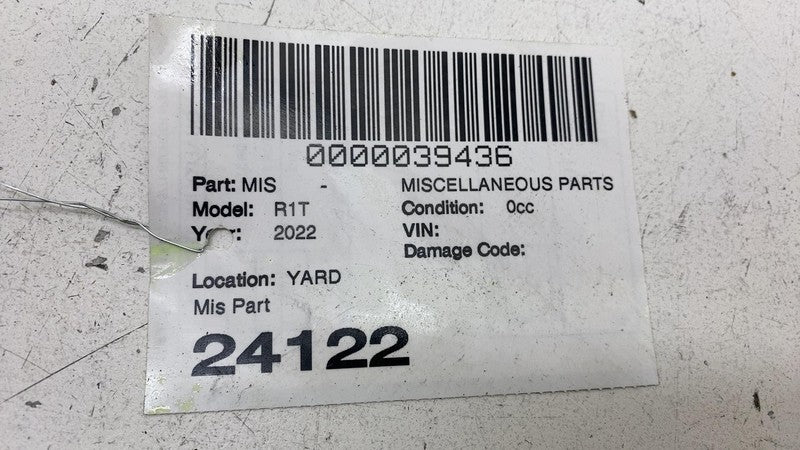 0000039436
Part: MIS - MISCELLANEOUS PARTS
Model: R1T Condition: 0cc
Year: 2022 VIN:
Damage Code:
Location: YARD
Mis Part
24122